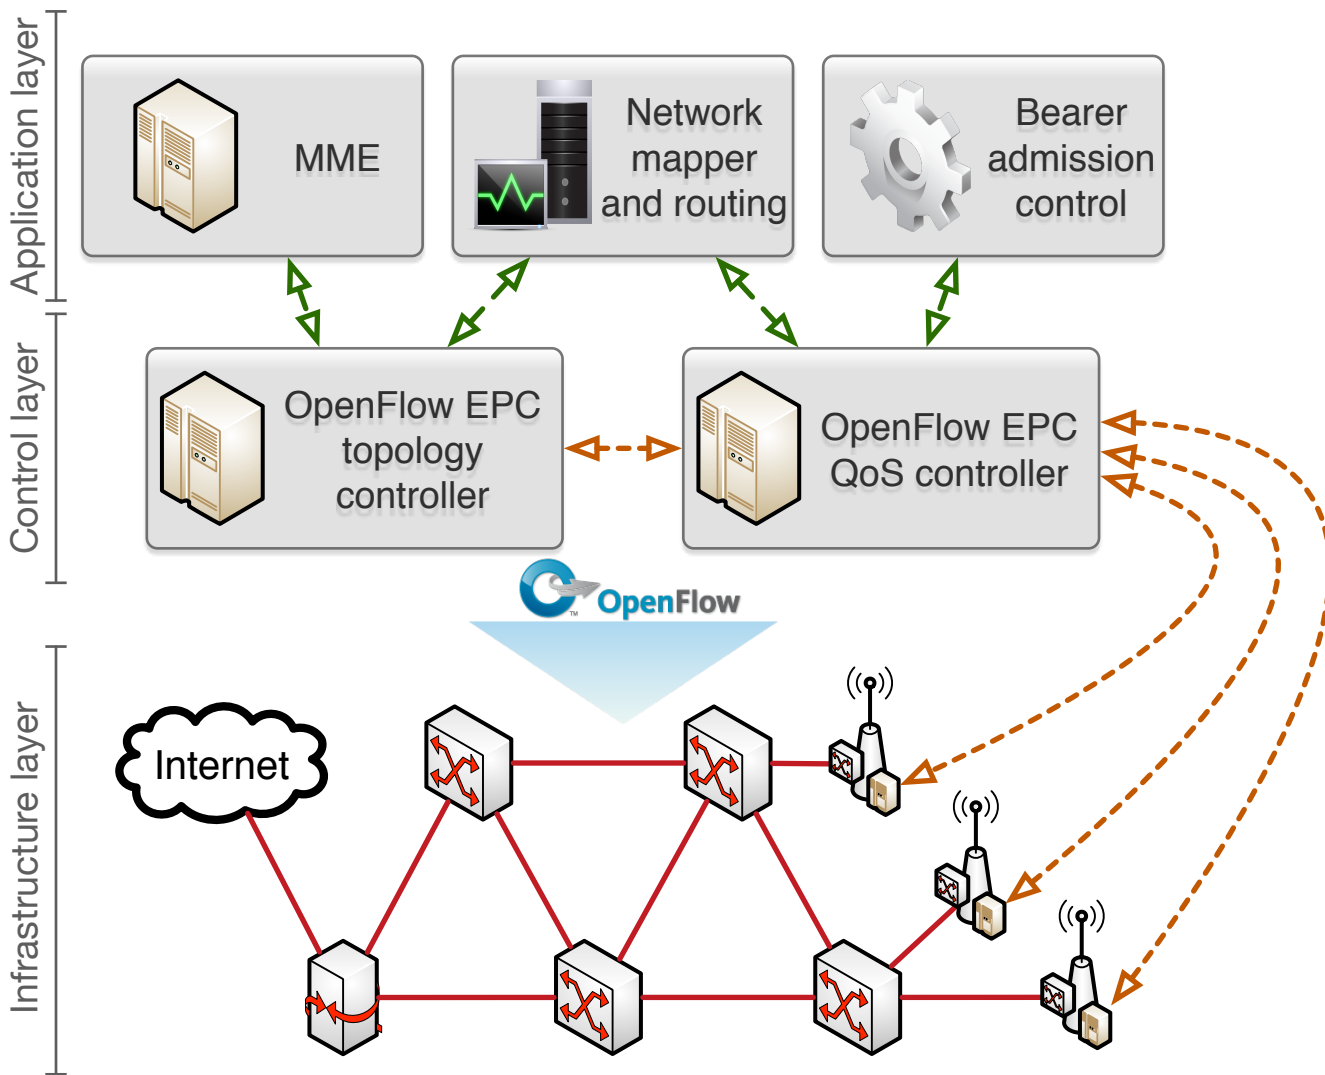 Application layer
MME
Network
mapper
and routing
Bearer
admission
control
Control layer
OpenFlow EPC
topology
controller
OpenFlow EPC
QoS controller
OpenFlow
TM
Infrastructure layer
Internet